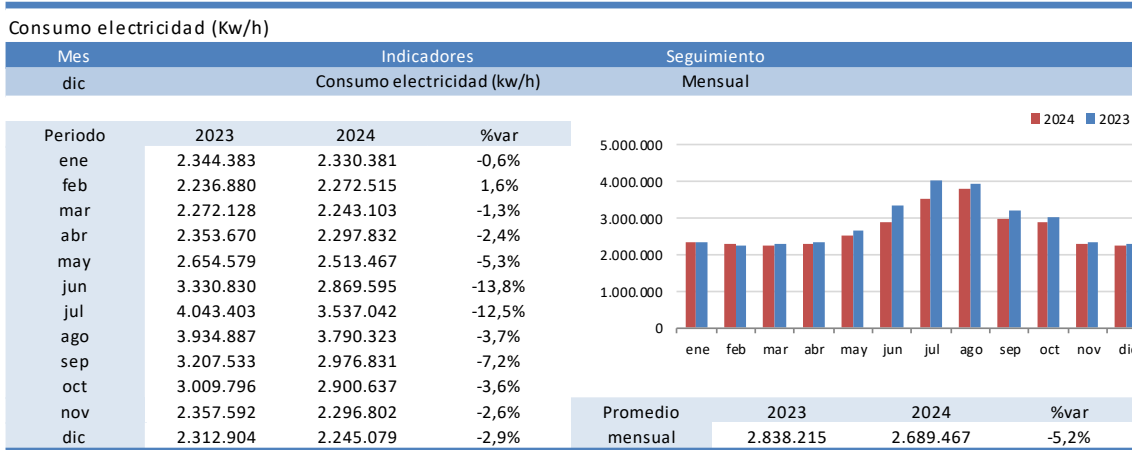 Consumo electricidad (Kw/h)
Mes Indicadores Seguimiento
dic Consumo electricidad (kw/h) Mensual
Periodo 2023 2024 %var
ene 2.344.383 2.330.381 -0,6%
feb 2.236.880 2.272.515 1,6%
mar 2.272.128 2.243.103 -1,3%
abr 2.353.670 2.297.832 -2,4%
may 2.654.579 2.513.467 -5,3%
jun 3.330.830 2.869.595 -13,8%
jul 4.043.403 3.537.042 -12,5%
ago 3.934.887 3.790.323 -3,7%
sep 3.207.533 2.976.831 -7,2%
oct 3.009.796 2.900.637 -3,6%
nov 2.357.592 2.296.802 -2,6%
dic 2.312.904 2.245.079 -2,9%
2024 2023
5.000.000
4.000.000
3.000.000
2.000.000
1.000.000
0
ene feb mar abr may jun jul ago sep oct nov
Promedio 2023 2024 %var
mensual 2.838.215 2.689.467 -5,2%